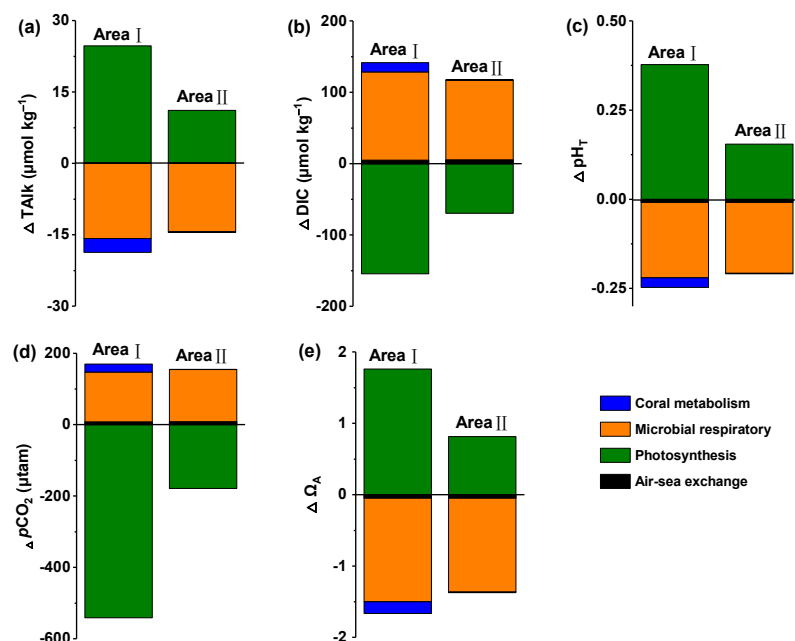 (a)
Area Ⅰ
Area Ⅱ
30
15
0
-15
-30
△ TAlk (μmol kg⁻¹)
(b)
Area Ⅰ
Area Ⅱ
200
100
0
-100
-200
△ DIC (μmol kg⁻¹)
(c)
Area Ⅰ
Area Ⅱ
0.50
0.25
0.00
-0.25
△ pH_T
(d)
Area Ⅰ
Area Ⅱ
200
0
-200
-400
-600
△ pCO₂ (μtam)
(e)
Area Ⅰ
Area Ⅱ
2
1
0
-1
-2
△ Ω_A
Coral metabolism
Microbial respiratory
Photosynthesis
Air-sea exchange